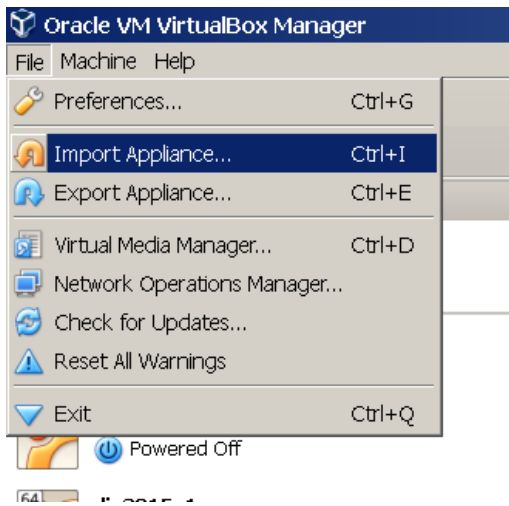 Oracle VM VirtualBox Manager
File Machine Help
Preferences... Ctrl+G
Import Appliance... Ctrl+I
Export Appliance... Ctrl+E
Virtual Media Manager... Ctrl+D
Network Operations Manager...
Check for Updates...
Reset All Warnings
Exit Ctrl+Q
Powered Off
64